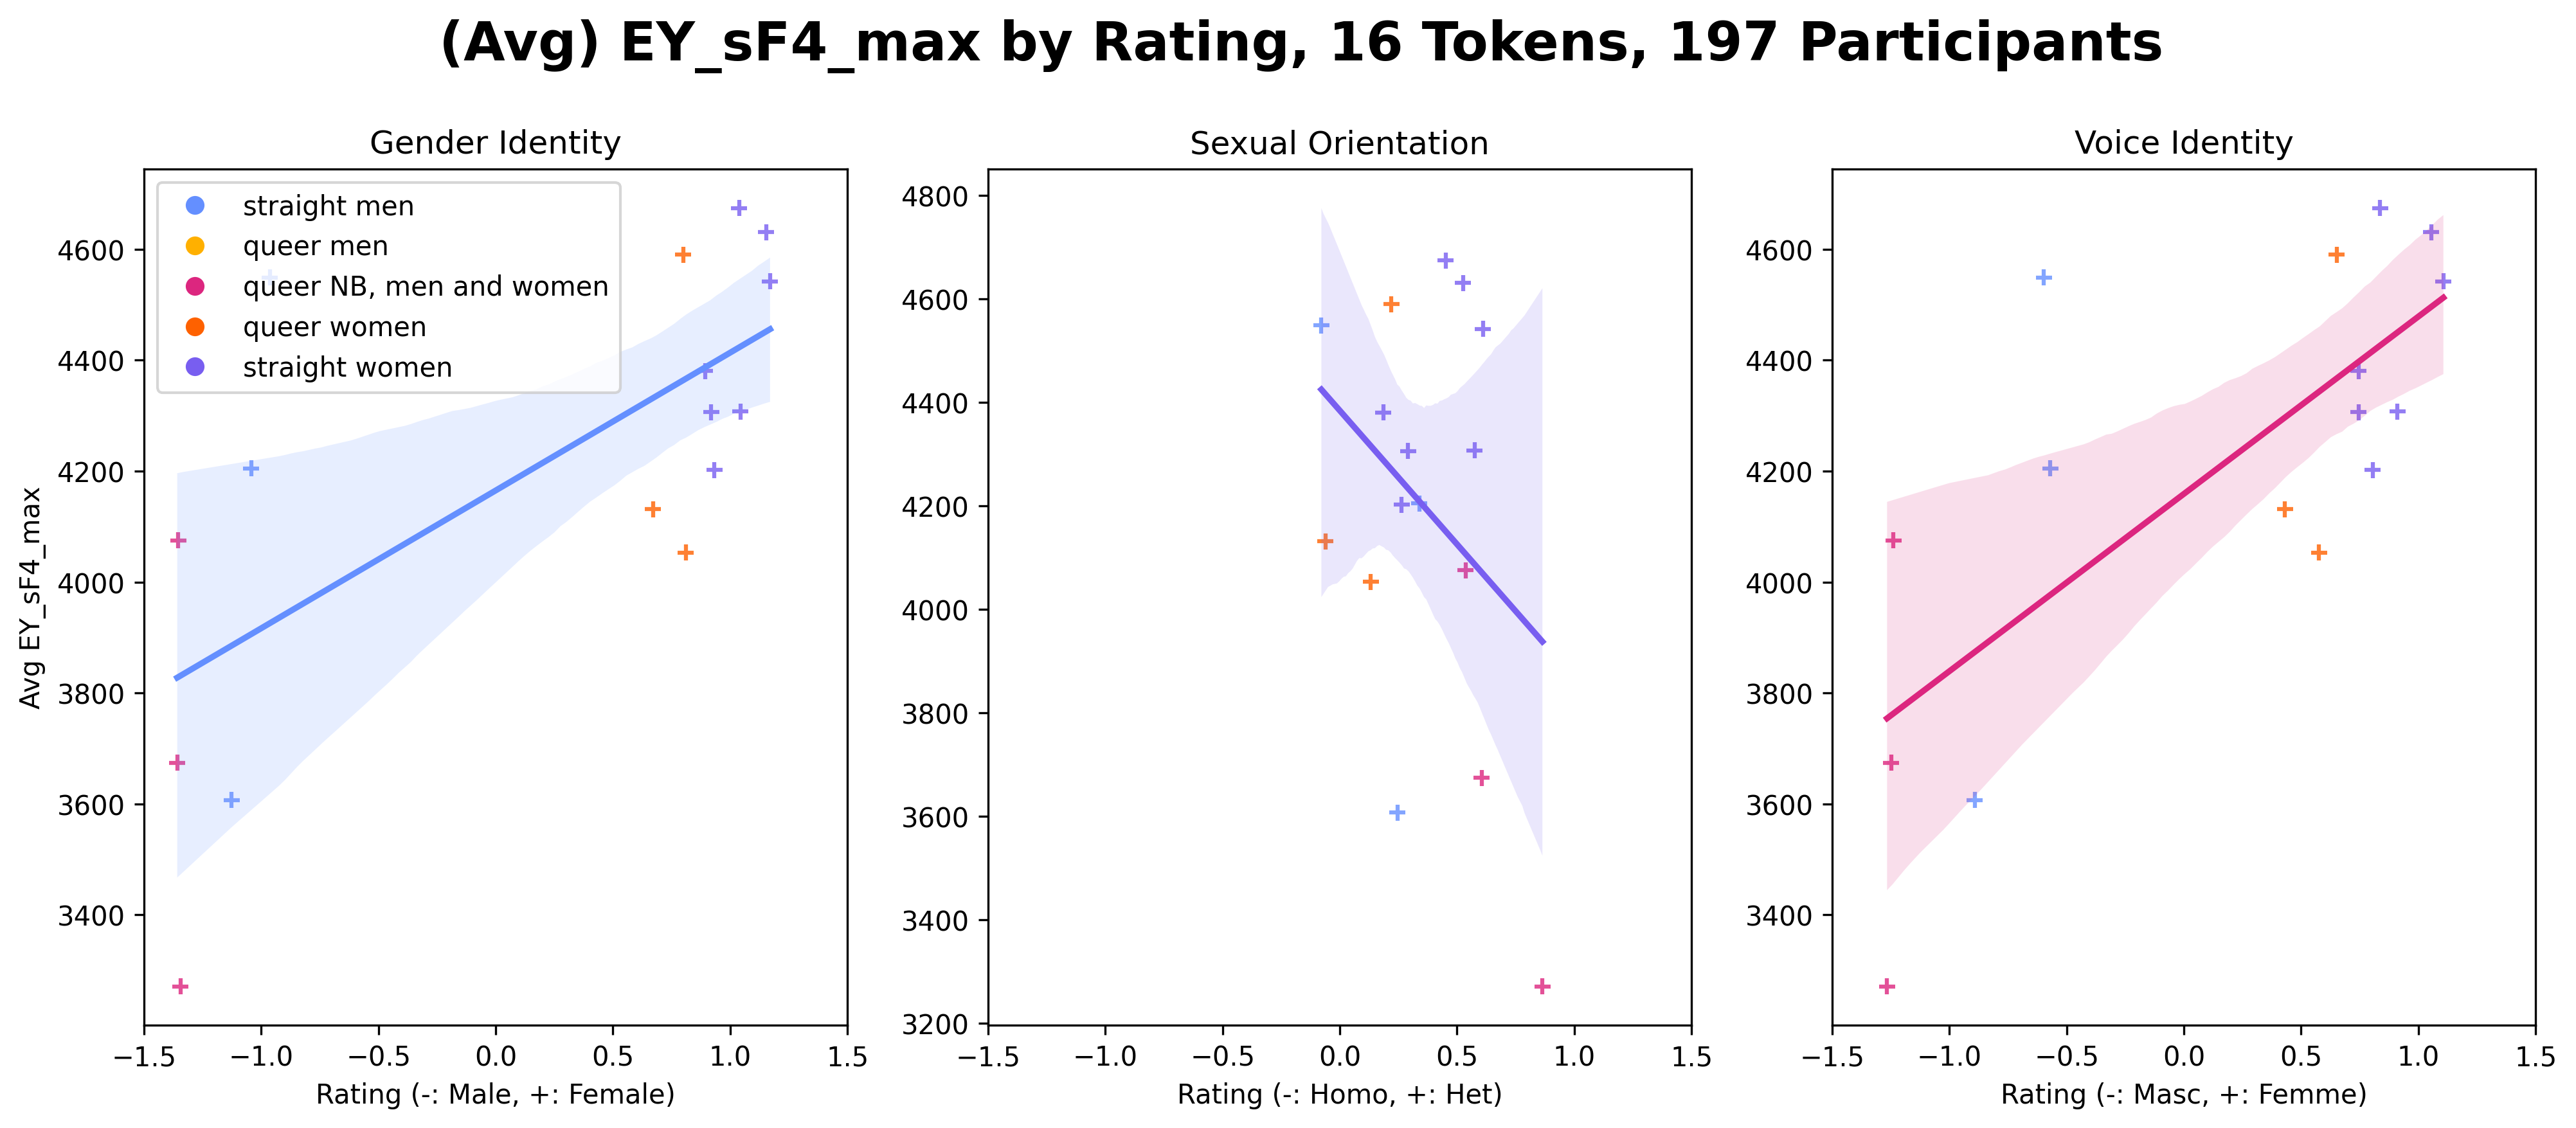 (Avg) EY_sF4_max by Rating, 16 Tokens, 197 Participants
Gender Identity
straight men
queer men
queer NB, men and women
queer women
straight women
Avg EY_sF4_max
4600
4400
4200
4000
3800
3600
3400
−1.5 −1.0 −0.5 0.0 0.5 1.0 1.5
Rating (-: Male, +: Female)
Sexual Orientation
4800
4600
4400
4200
4000
3800
3600
3400
3200
−1.5 −1.0 −0.5 0.0 0.5 1.0 1.5
Rating (-: Homo, +: Het)
Voice Identity
4600
4400
4200
4000
3800
3600
3400
−1.5 −1.0 −0.5 0.0 0.5 1.0 1.5
Rating (-: Masc, +: Femme)